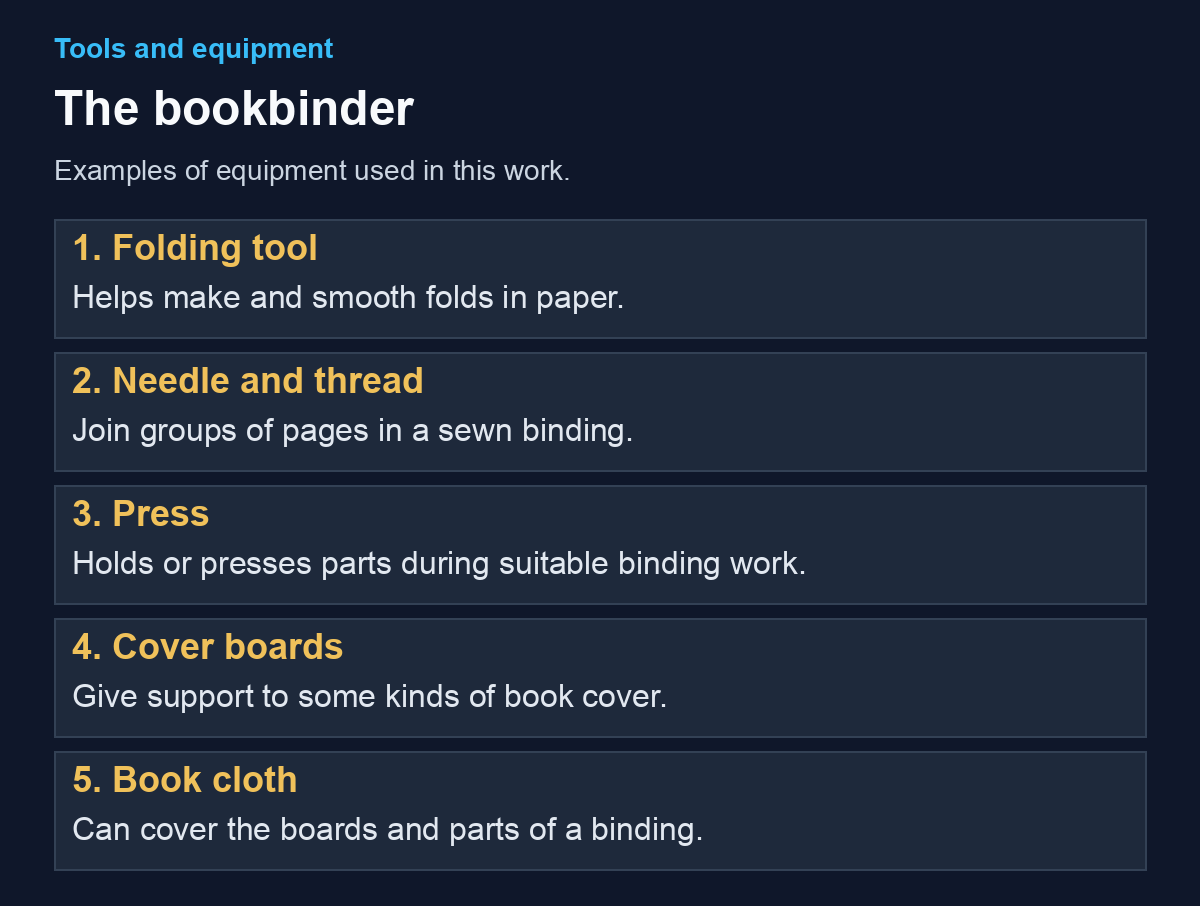 Tools and equipment
The bookbinder
Examples of equipment used in this work.
1. Folding tool
Helps make and smooth folds in paper.
2. Needle and thread
Join groups of pages in a sewn binding.
3. Press
Holds or presses parts during suitable binding work.
4. Cover boards
Give support to some kinds of book cover.
5. Book cloth
Can cover the boards and parts of a binding.